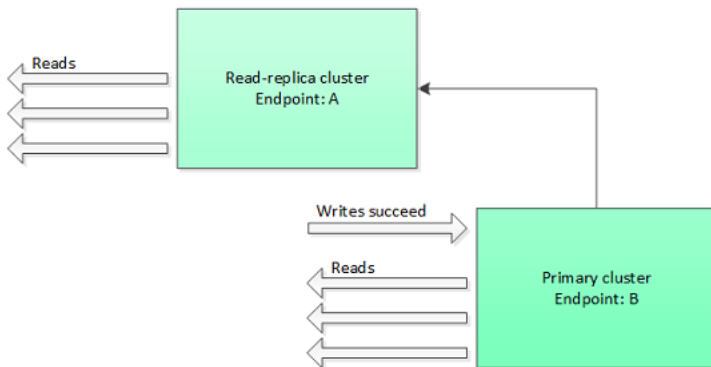 Reads
Read-replica cluster
Endpoint: A
Writes succeed
Reads
Primary cluster
Endpoint: B